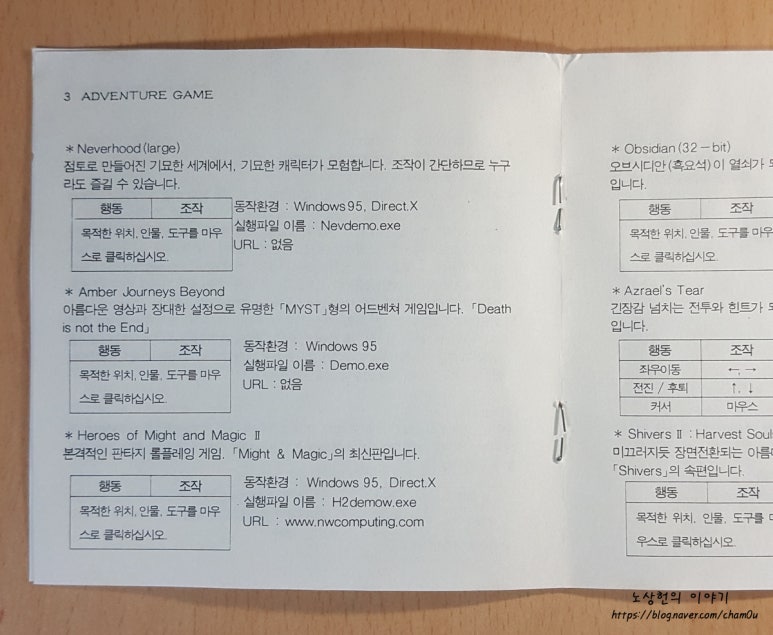 3 ADVENTURE GAME
* Neverhood(large)
점토로 만들어진 기묘한 세계에서, 기묘한 캐릭터가 모험합니다. 조작이 간단하므로 누구
라도 즐길 수 있습니다.
행동 조작
목적한 위치, 인물, 도구를 마우
스로 클릭하십시오.
동작환경 : Windows95, Direct.X
실행파일 이름 : Nevdemo.exe
URL : 없음
* Amber Journeys Beyond
아름다운 영상과 장대한 설정으로 유명한 「MYST」형의 어드벤쳐 게임입니다. 「Death
is not the End」
행동 조작
목적한 위치, 인물, 도구를 마우
스로 클릭하십시오.
동작환경 : Windows 95
실행파일 이름 : Demo.exe
URL : 없음
* Heroes of Might and Magic Ⅱ
본격적인 판타지 롤플레잉 게임. 「Might & Magic」의 최신판입니다.
행동 조작
목적한 위치, 인물, 도구를 마우
스로 클릭하십시오.
동작환경 : Windows 95, Direct.X
실행파일 이름 : H2demow.exe
URL : www.nwcomputing.com
* Obsidian(32-bit)
오브시디안(흑요석)이 열쇠가
입니다.
행동 조작
목적한 위치, 인물, 도구를 마우
스로 클릭하십시오.
* Azrael's Tear
긴장감 넘치는 전투와 힌트가
입니다.
행동 조작
좌우이동 ←, →
전진 / 후퇴 ↑, ↓
커서 마우스
* Shivers Ⅱ : Harvest Soul
미끄러지듯 장면전환되는
「Shivers」의 속편입니다.
행동 조작
목적한 위치, 인물, 도구를
우스로 클릭하십시오.
노상헌의 이야기
https://blog.naver.com/cham0u